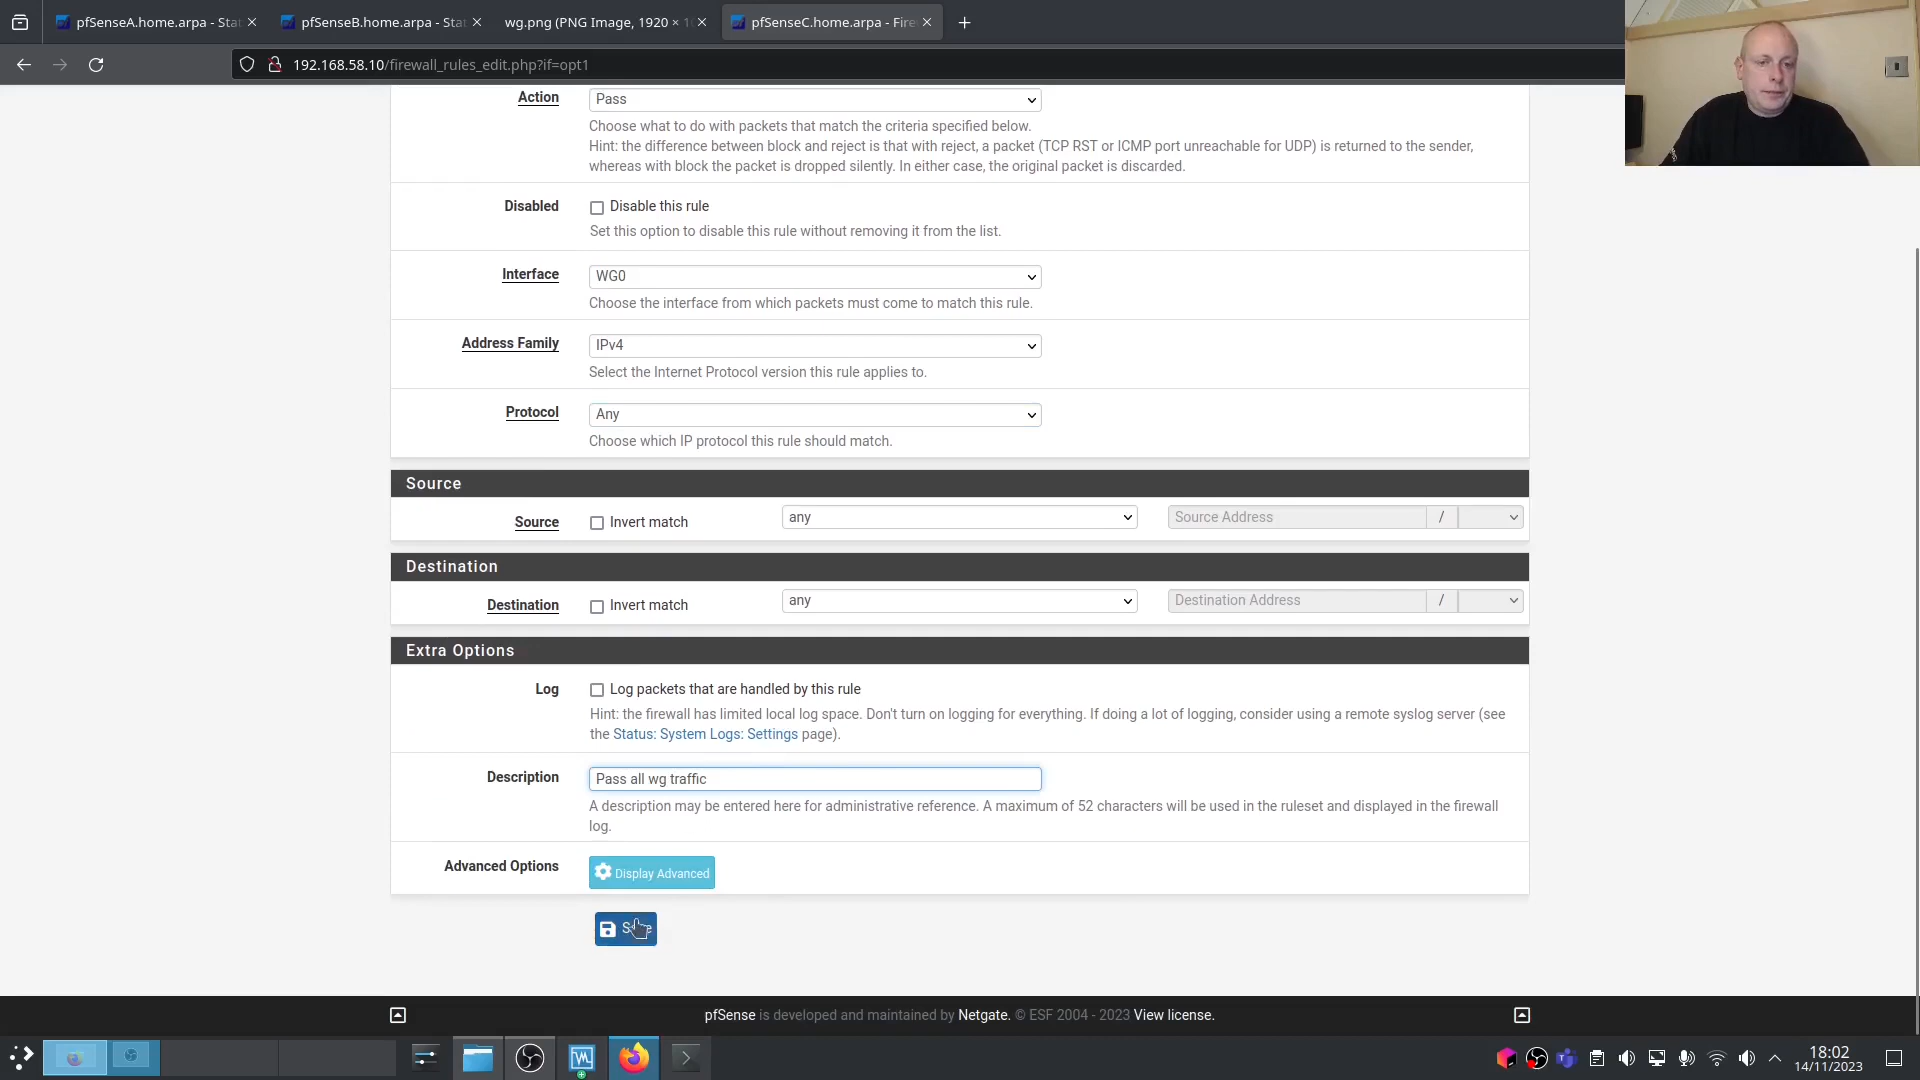 pfSenseA.home.arpa - Sta
pfSenseB.home.arpa - Stat
wg.png (PNG Image, 1920 × 1
pfSenseC.home.arpa - Fire
192.168.58.10/firewall_rules_edit.php?if=opt1
Action
Pass
Choose what to do with packets that match the criteria specified below.
Hint: the difference between block and reject is that with reject, a packet (TCP RST or ICMP port unreachable for UDP) is returned to the sender,
whereas with block the packet is dropped silently. In either case, the original packet is discarded.
Disabled
Disable this rule
Set this option to disable this rule without removing it from the list.
Interface
WG0
Choose the interface from which packets must come to match this rule.
Address Family
IPv4
Select the Internet Protocol version this rule applies to.
Protocol
Any
Choose which IP protocol this rule should match.
Source
Source
Invert match
any
Source Address
/
Destination
Destination
Invert match
any
Destination Address
/
Extra Options
Log
Log packets that are handled by this rule
Hint: the firewall has limited local log space. Don't turn on logging for everything. If doing a lot of logging, consider using a remote syslog server (see
the Status: System Logs: Settings page).
Description
Pass all wg traffic
A description may be entered here for administrative reference. A maximum of 52 characters will be used in the ruleset and displayed in the firewall
log.
Advanced Options
Display Advanced
pfSense is developed and maintained by Netgate. © ESF 2004 - 2023 View license.
18:02
14/11/2023